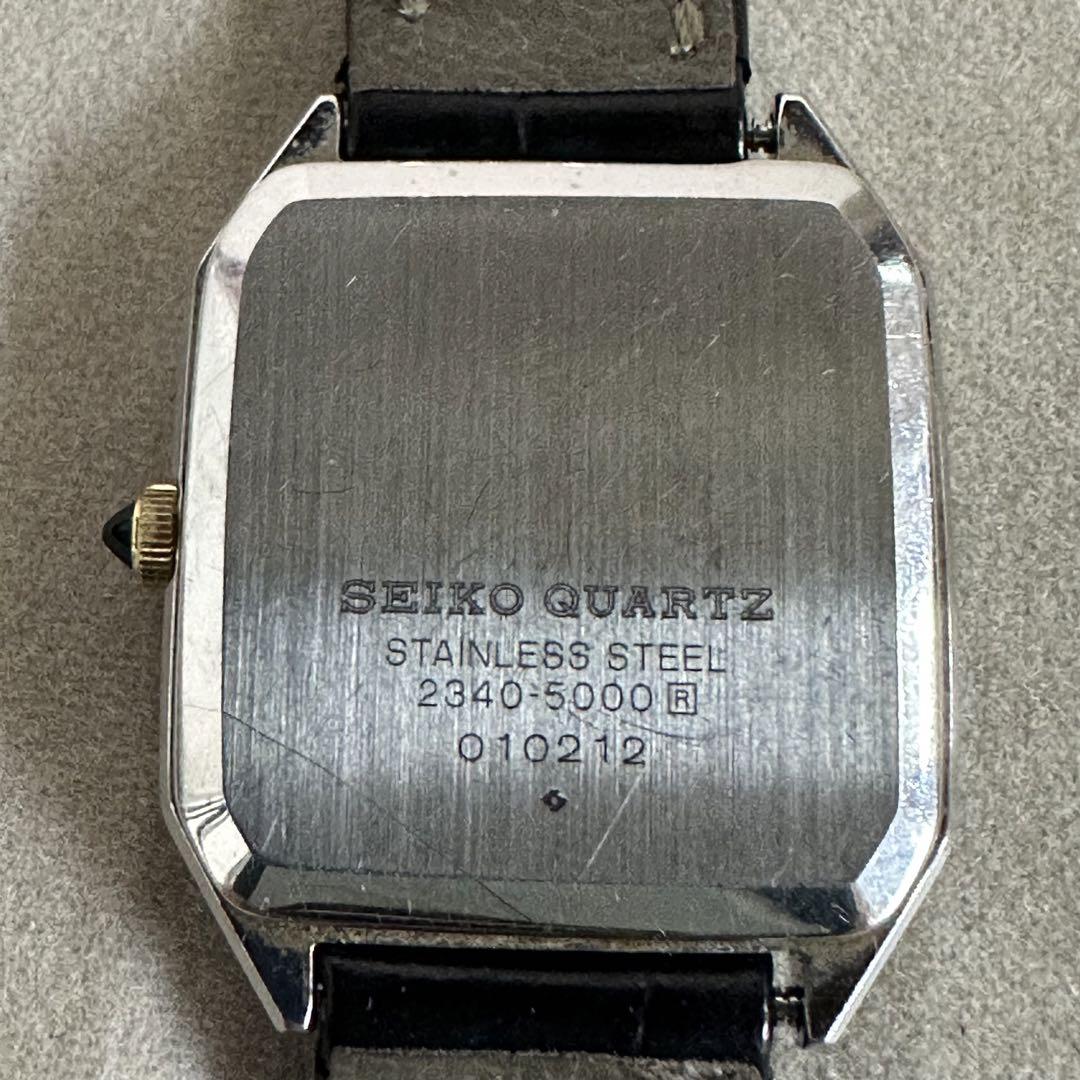 SEIKO QUARTZ
STAINLESS STEEL
2340-5000 R
010212